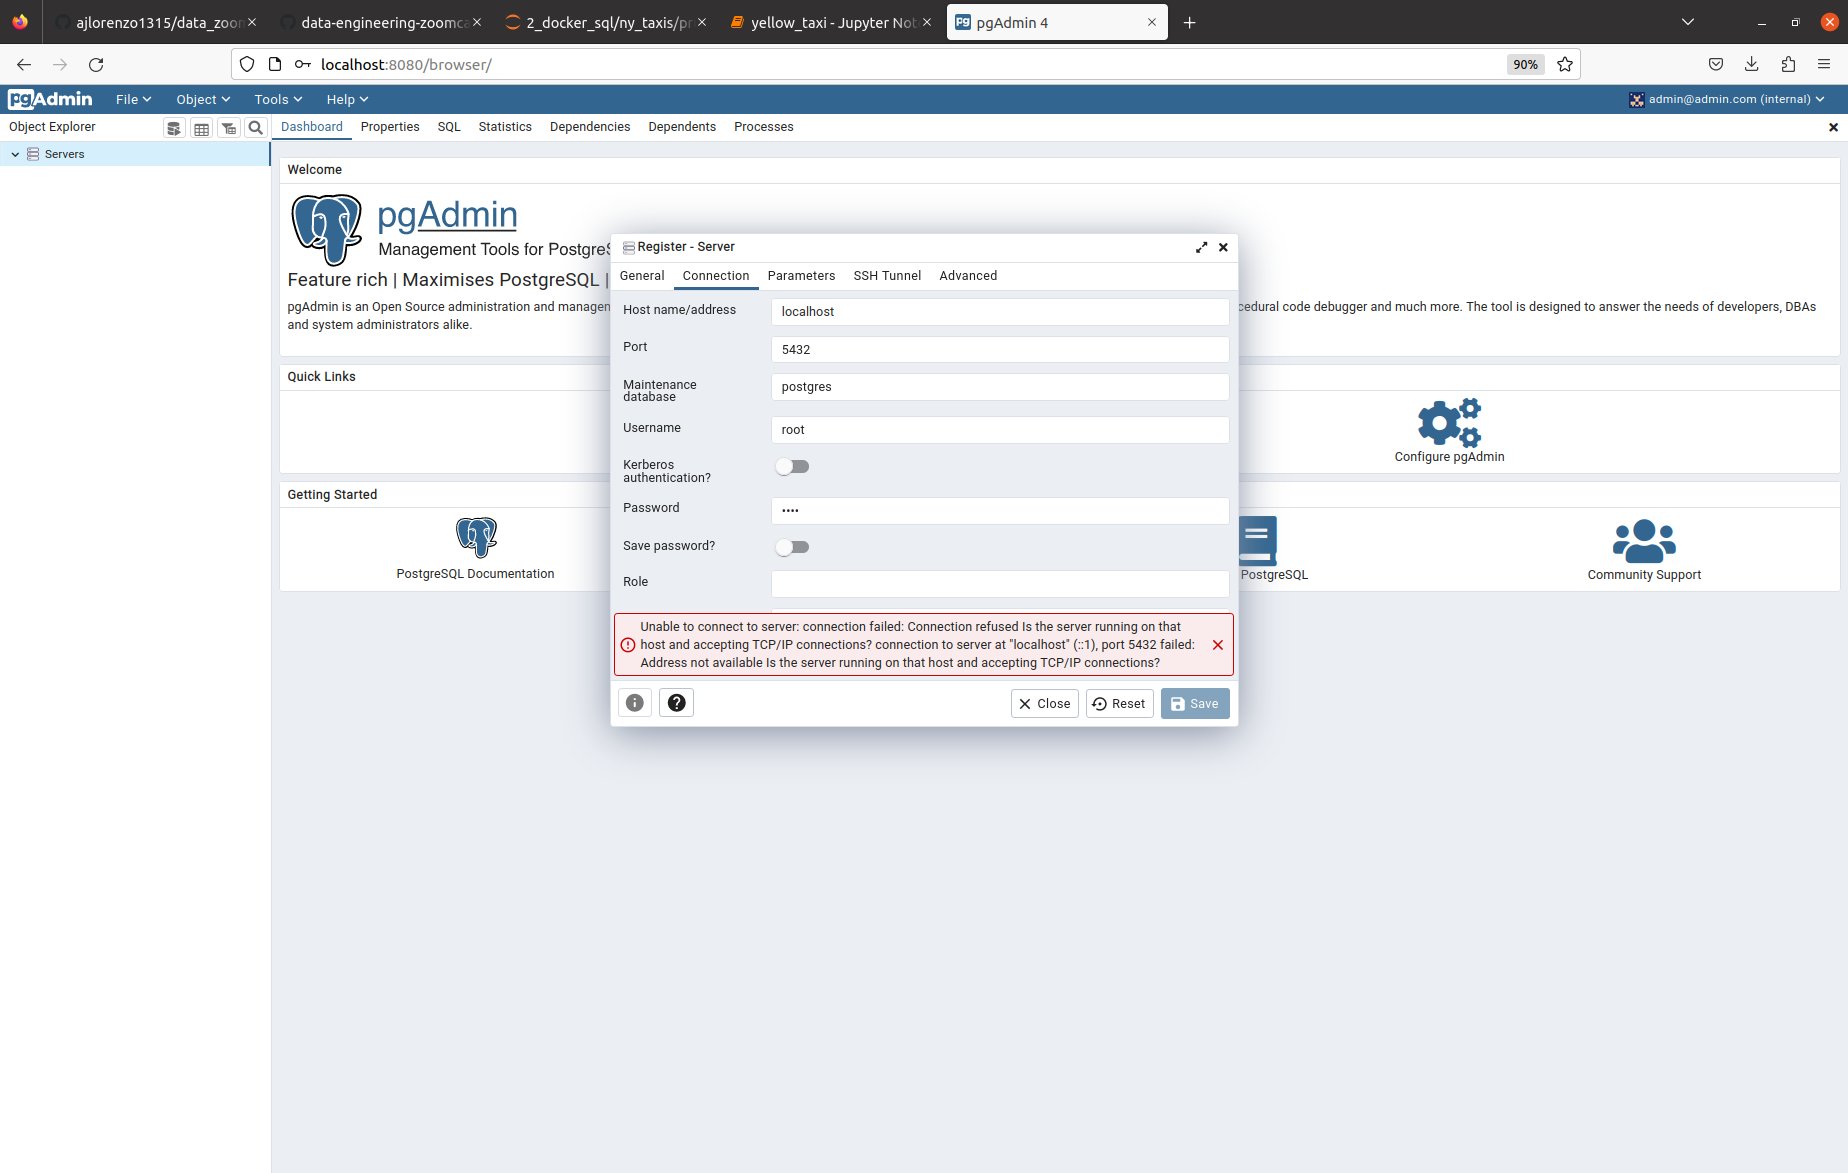 ajlorenzo1315/data_zoon
data-engineering-zoomca
2_docker_sql/ny_taxis/pr
yellow_taxi - Jupyter Not
pgAdmin 4
localhost:8080/browser/
90%
pgAdmin
File
Object
Tools
Help
admin@admin.com (internal)
Object Explorer
Dashboard
Properties
SQL
Statistics
Dependencies
Dependents
Processes
Servers
Welcome
pgAdmin
Management Tools for PostgreS
Feature rich | Maximises PostgreSQL |
pgAdmin is an Open Source administration and managen
cedural code debugger and much more. The tool is designed to answer the needs of developers, DBAs
and system administrators alike.
Quick Links
Configure pgAdmin
Getting Started
PostgreSQL Documentation
PostgreSQL
Community Support
Register - Server
General
Connection
Parameters
SSH Tunnel
Advanced
Host name/address
localhost
Port
5432
Maintenance
database
postgres
Username
root
Kerberos
authentication?
Password
••••
Save password?
Role
Unable to connect to server: connection failed: Connection refused Is the server running on that
host and accepting TCP/IP connections? connection to server at "localhost" (::1), port 5432 failed:
Address not available Is the server running on that host and accepting TCP/IP connections?
Close
Reset
Save